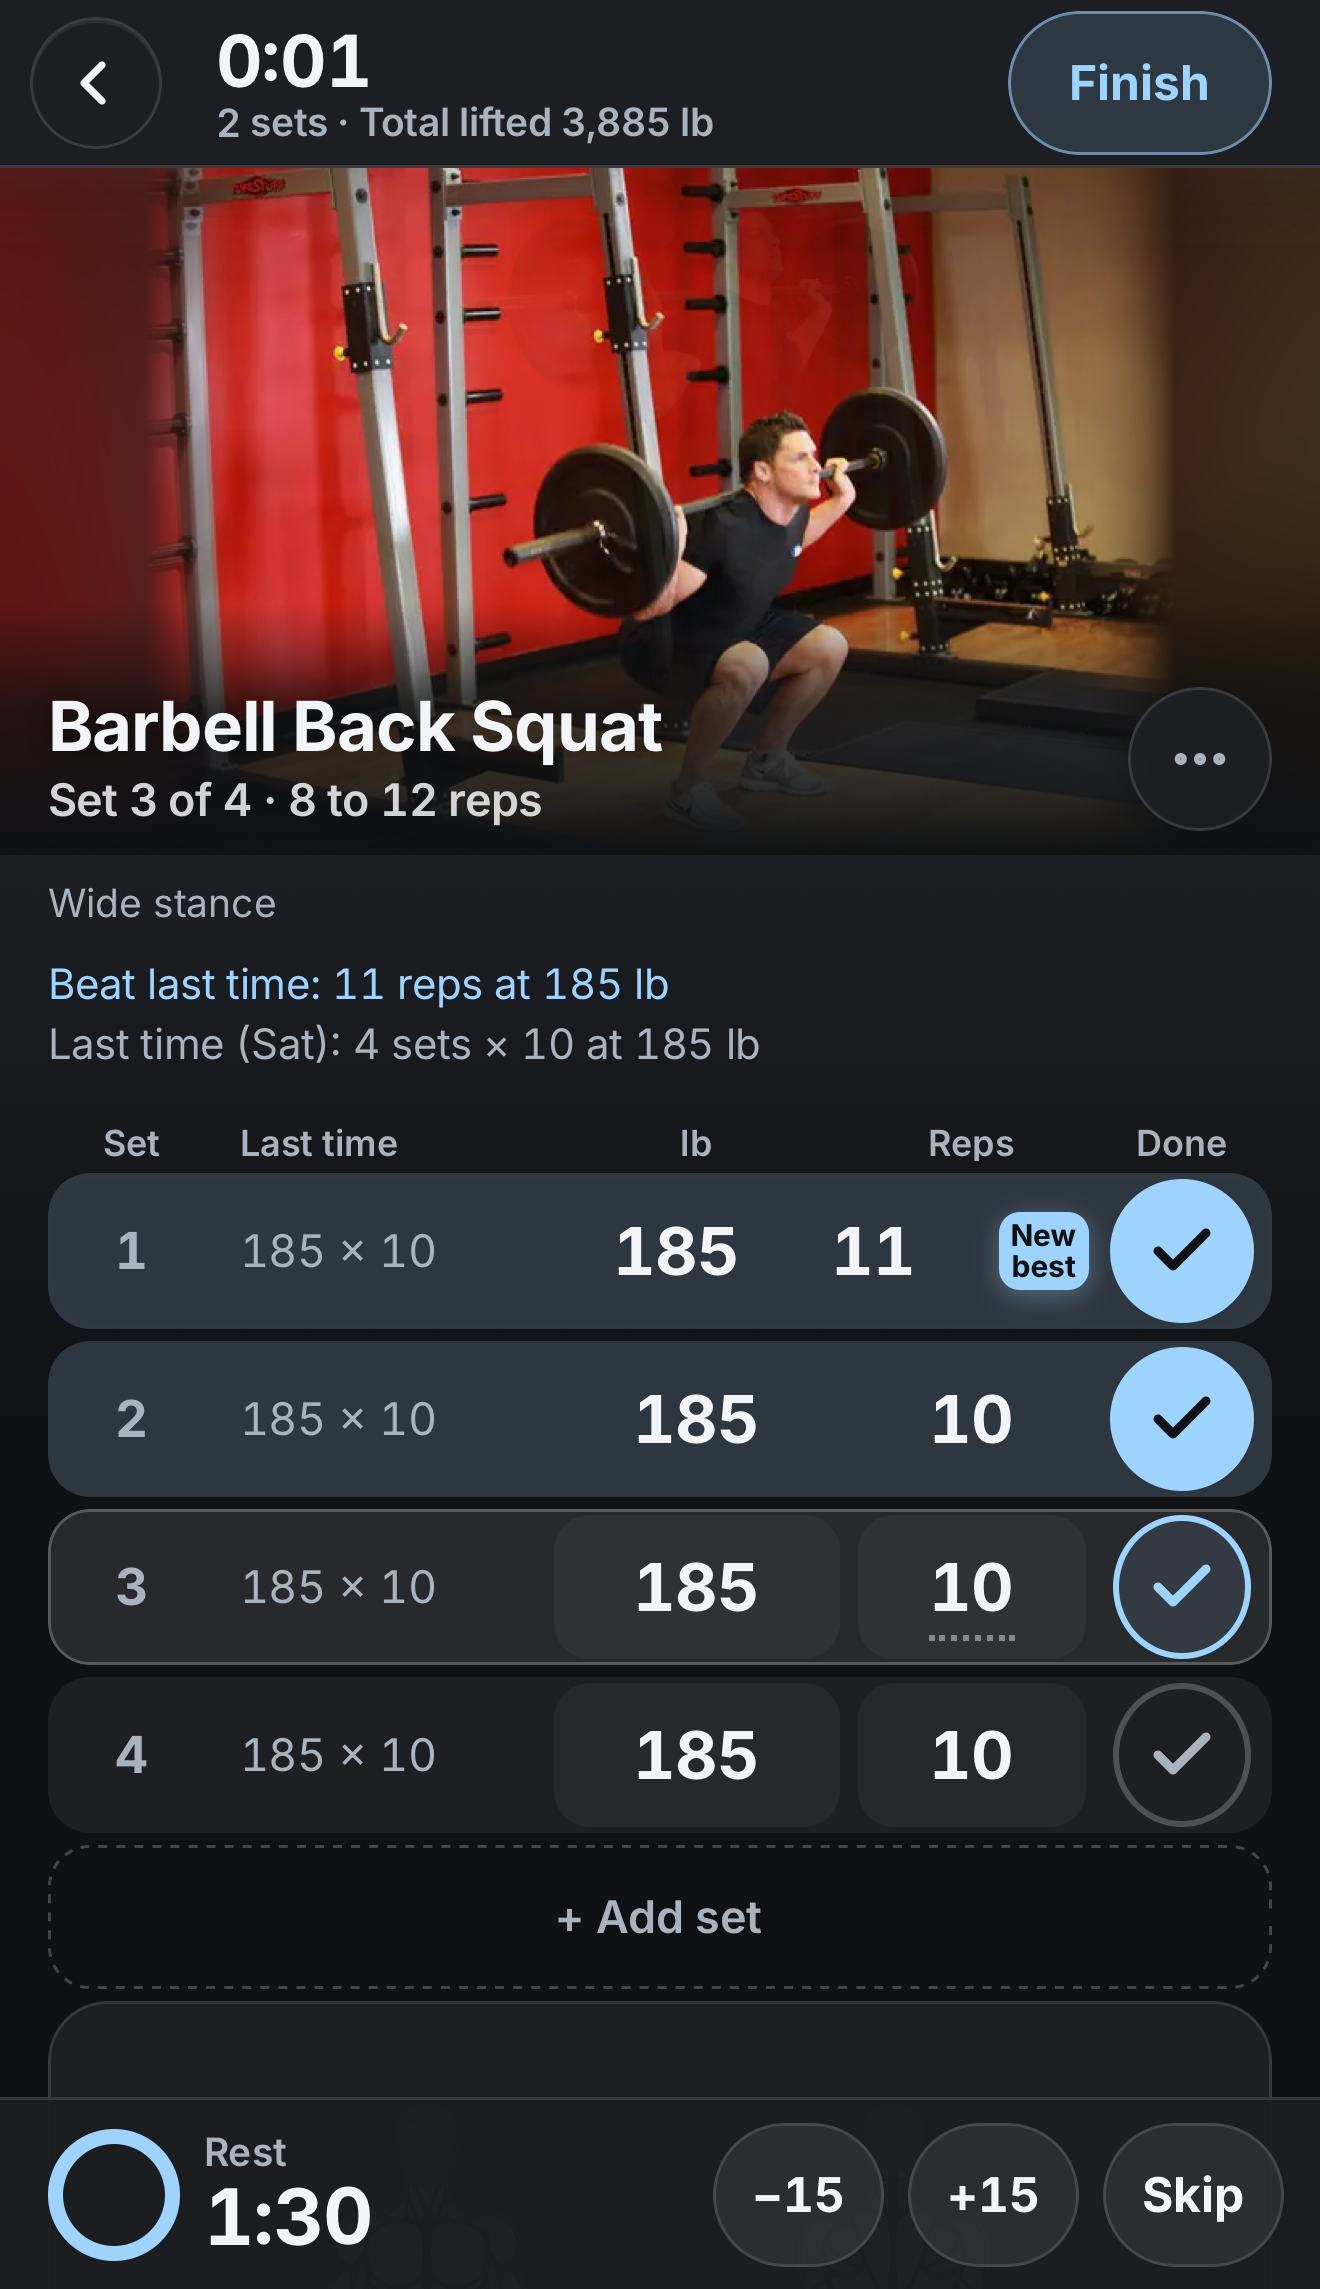 0:01
Finish
2 sets · Total lifted 3,885 lb
Barbell Back Squat
Set 3 of 4 · 8 to 12 reps
Wide stance
Beat last time: 11 reps at 185 lb
Last time (Sat): 4 sets × 10 at 185 lb
Set Last time lb Reps Done
1 185 × 10 185 11 New best
2 185 × 10 185 10
3 185 × 10 185 10
4 185 × 10 185 10
+ Add set
Rest
1:30 −15 +15 Skip